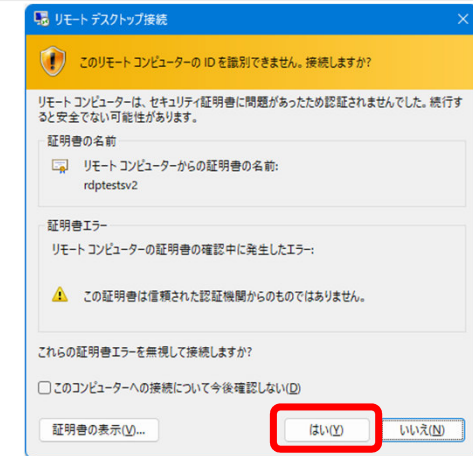 リモート デスクトップ接続
このリモート コンピューターの ID を識別できません。接続しますか?
リモート コンピューターは、セキュリティ証明書に問題があったため認証されませんでした。続行す
ると安全でない可能性があります。
証明書の名前
リモート コンピューターからの証明書の名前:
rdptestsv2
証明書エラー
リモート コンピューターの証明書の確認中に発生したエラー:
この証明書は信頼された認証機関からのものではありません。
これらの証明書エラーを無視して接続しますか?
このコンピューターへの接続について今後確認しない(D)
証明書の表示(V)... はい(Y) いいえ(N)